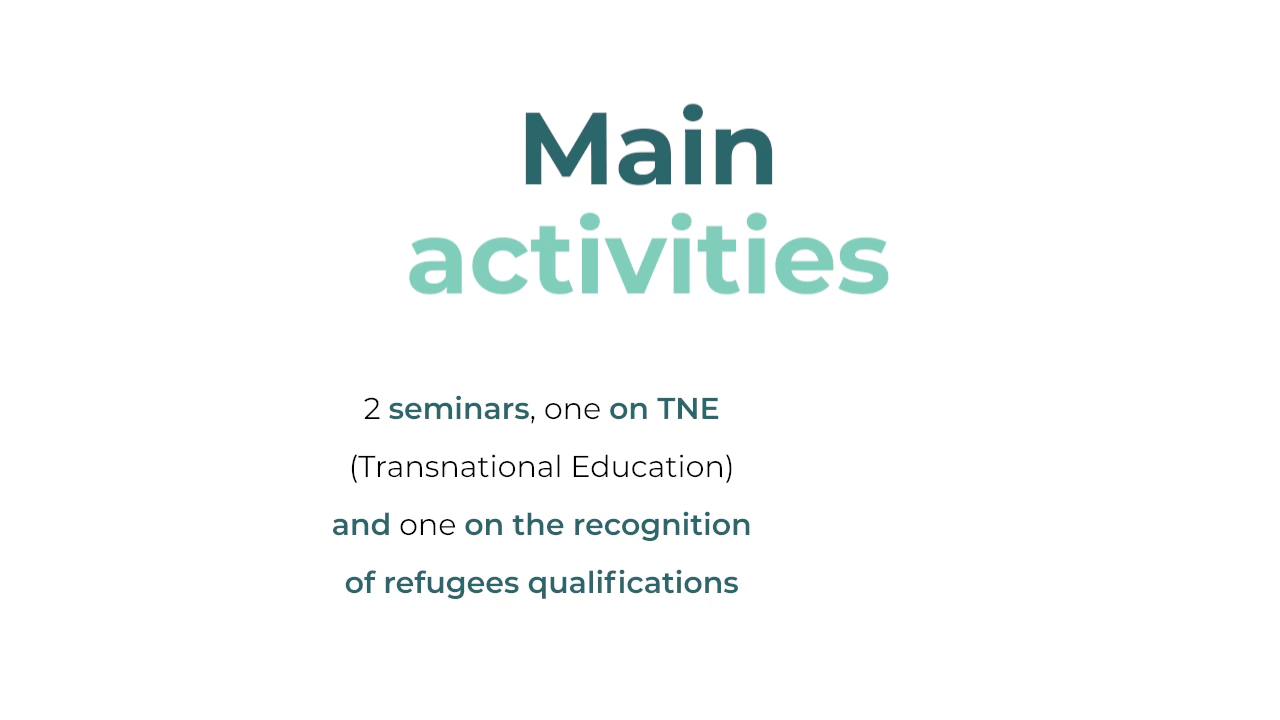 Main
activities
2 seminars, one on TNE
(Transnational Education)
and one on the recognition
of refugees qualifications